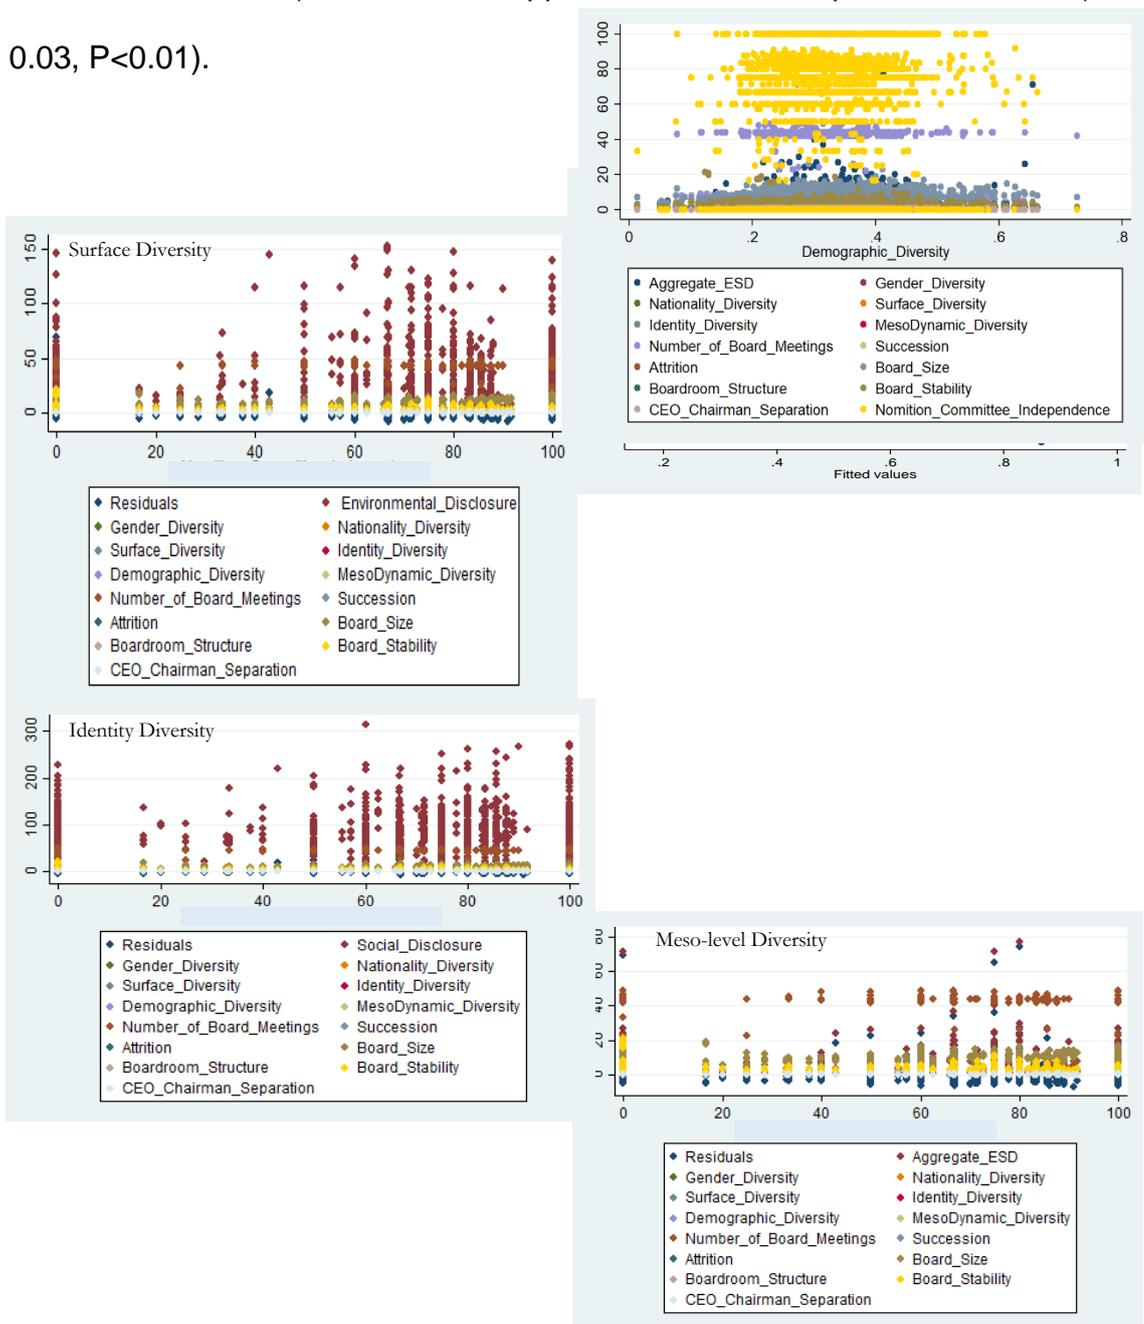 0.03, P<0.01).
100
80
60
40
20
0
0 .2 .4 .6 .8
Demographic_Diversity
Aggregate_ESD Gender_Diversity
Nationality_Diversity Surface_Diversity
Identity_Diversity MesoDynamic_Diversity
Number_of_Board_Meetings Succession
Attrition Board_Size
Boardroom_Structure Board_Stability
CEO_Chairman_Separation Nomition_Committee_Independence
.2 .4 .6 .8 1
Fitted values
Surface Diversity
150
100
50
0
0 20 40 60 80 100
Residuals Environmental_Disclosure
Gender_Diversity Nationality_Diversity
Surface_Diversity Identity_Diversity
Demographic_Diversity MesoDynamic_Diversity
Number_of_Board_Meetings Succession
Attrition Board_Size
Boardroom_Structure Board_Stability
CEO_Chairman_Separation
Identity Diversity
300
200
100
0
0 20 40 60 80 100
Residuals Social_Disclosure
Gender_Diversity Nationality_Diversity
Surface_Diversity Identity_Diversity
Demographic_Diversity MesoDynamic_Diversity
Number_of_Board_Meetings Succession
Attrition Board_Size
Boardroom_Structure Board_Stability
CEO_Chairman_Separation
Meso-level Diversity
0
0 20 40 60 80 100
Residuals Aggregate_ESD
Gender_Diversity Nationality_Diversity
Surface_Diversity Identity_Diversity
Demographic_Diversity MesoDynamic_Diversity
Number_of_Board_Meetings Succession
Attrition Board_Size
Boardroom_Structure Board_Stability
CEO_Chairman_Separation